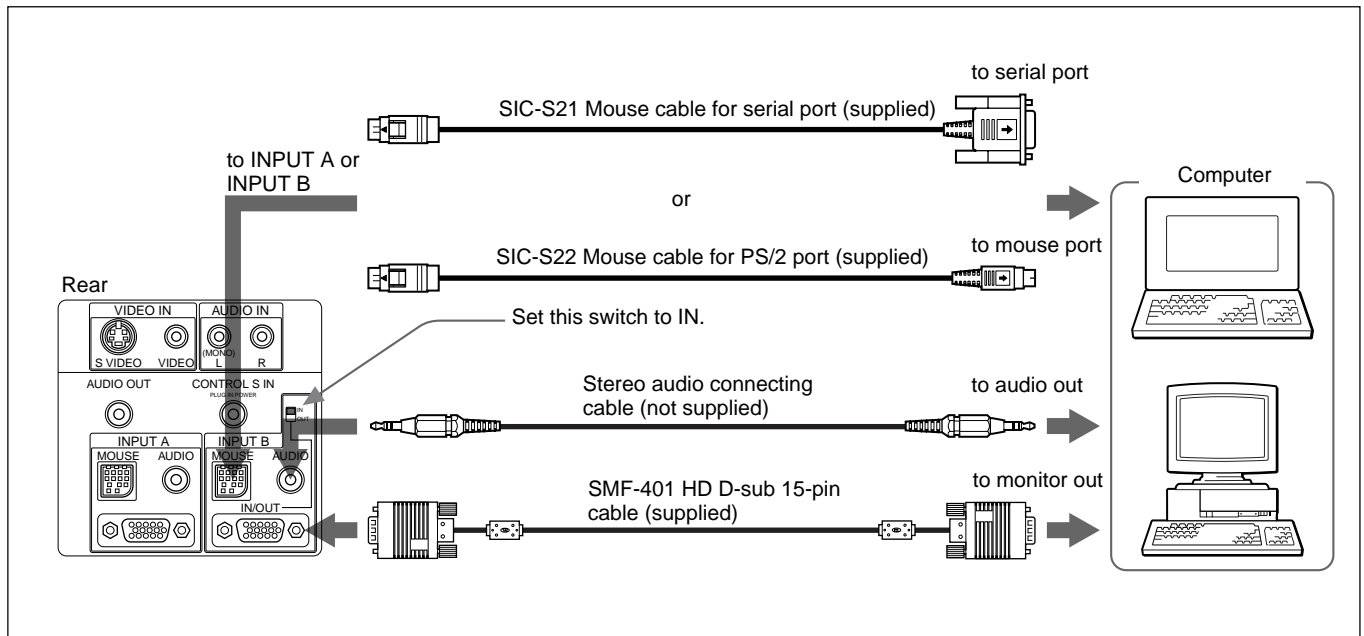 to serial port
SIC-S21 Mouse cable for serial port (supplied)
to INPUT A or
INPUT B
Computer
or
to mouse port
SIC-S22 Mouse cable for PS/2 port (supplied)
Rear
Set this switch to IN.
VIDEO IN
AUDIO IN
S VIDEO
VIDEO
(MONO)
L
R
AUDIO OUT
CONTROL S IN
PLUG IN POWER
IN
OUT
Stereo audio connecting
cable (not supplied)
to audio out
INPUT A
INPUT B
MOUSE
AUDIO
MOUSE
AUDIO
IN/OUT
SMF-401 HD D-sub 15-pin
cable (supplied)
to monitor out